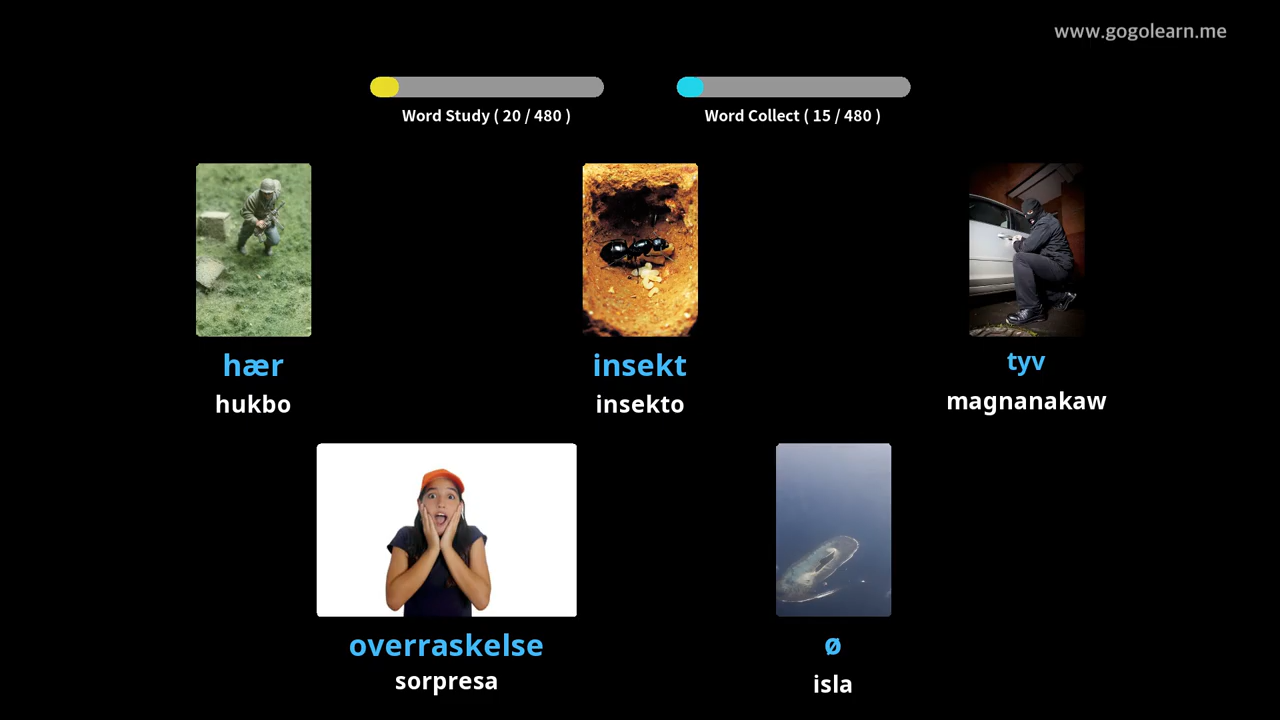 www.gogolearn.me
Word Study ( 20 / 480 )
Word Collect ( 15 / 480 )
hær
hukbo
insekt
insekto
tyv
magnanakaw
overraskelse
sorpresa
ø
isla